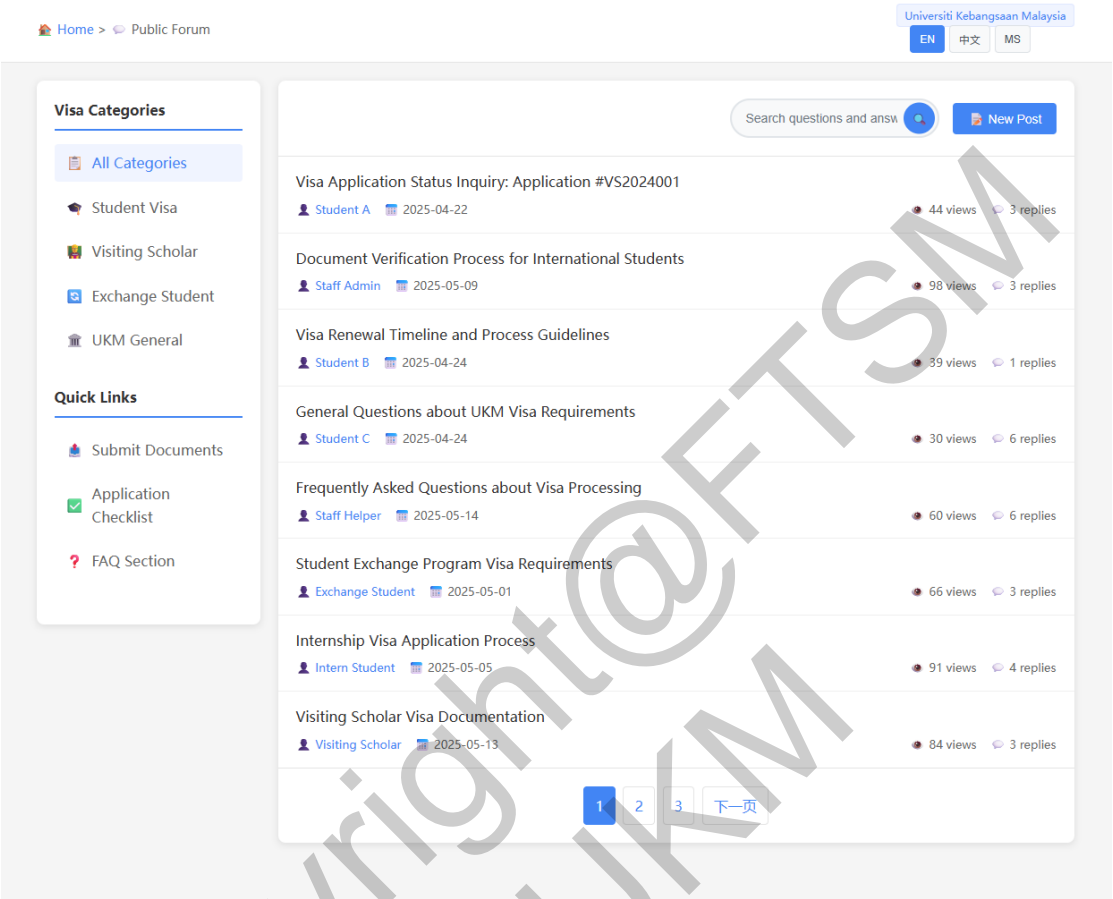 Home > Public Forum
Universiti Kebangsaan Malaysia
EN 中文 MS
Visa Categories
All Categories
Student Visa
Visiting Scholar
Exchange Student
UKM General
Quick Links
Submit Documents
Application
Checklist
FAQ Section
Search questions and answ
New Post
Visa Application Status Inquiry: Application #VS2024001
Student A 2025-04-22 44 views 3 replies
Document Verification Process for International Students
Staff Admin 2025-05-09 98 views 3 replies
Visa Renewal Timeline and Process Guidelines
Student B 2025-04-24 39 views 1 replies
General Questions about UKM Visa Requirements
Student C 2025-04-24 30 views 6 replies
Frequently Asked Questions about Visa Processing
Staff Helper 2025-05-14 60 views 6 replies
Student Exchange Program Visa Requirements
Exchange Student 2025-05-01 66 views 3 replies
Internship Visa Application Process
Intern Student 2025-05-05 91 views 4 replies
Visiting Scholar Visa Documentation
Visiting Scholar 2025-05-13 84 views 3 replies
1 2 3 下一页
yright@FTSM
UKM